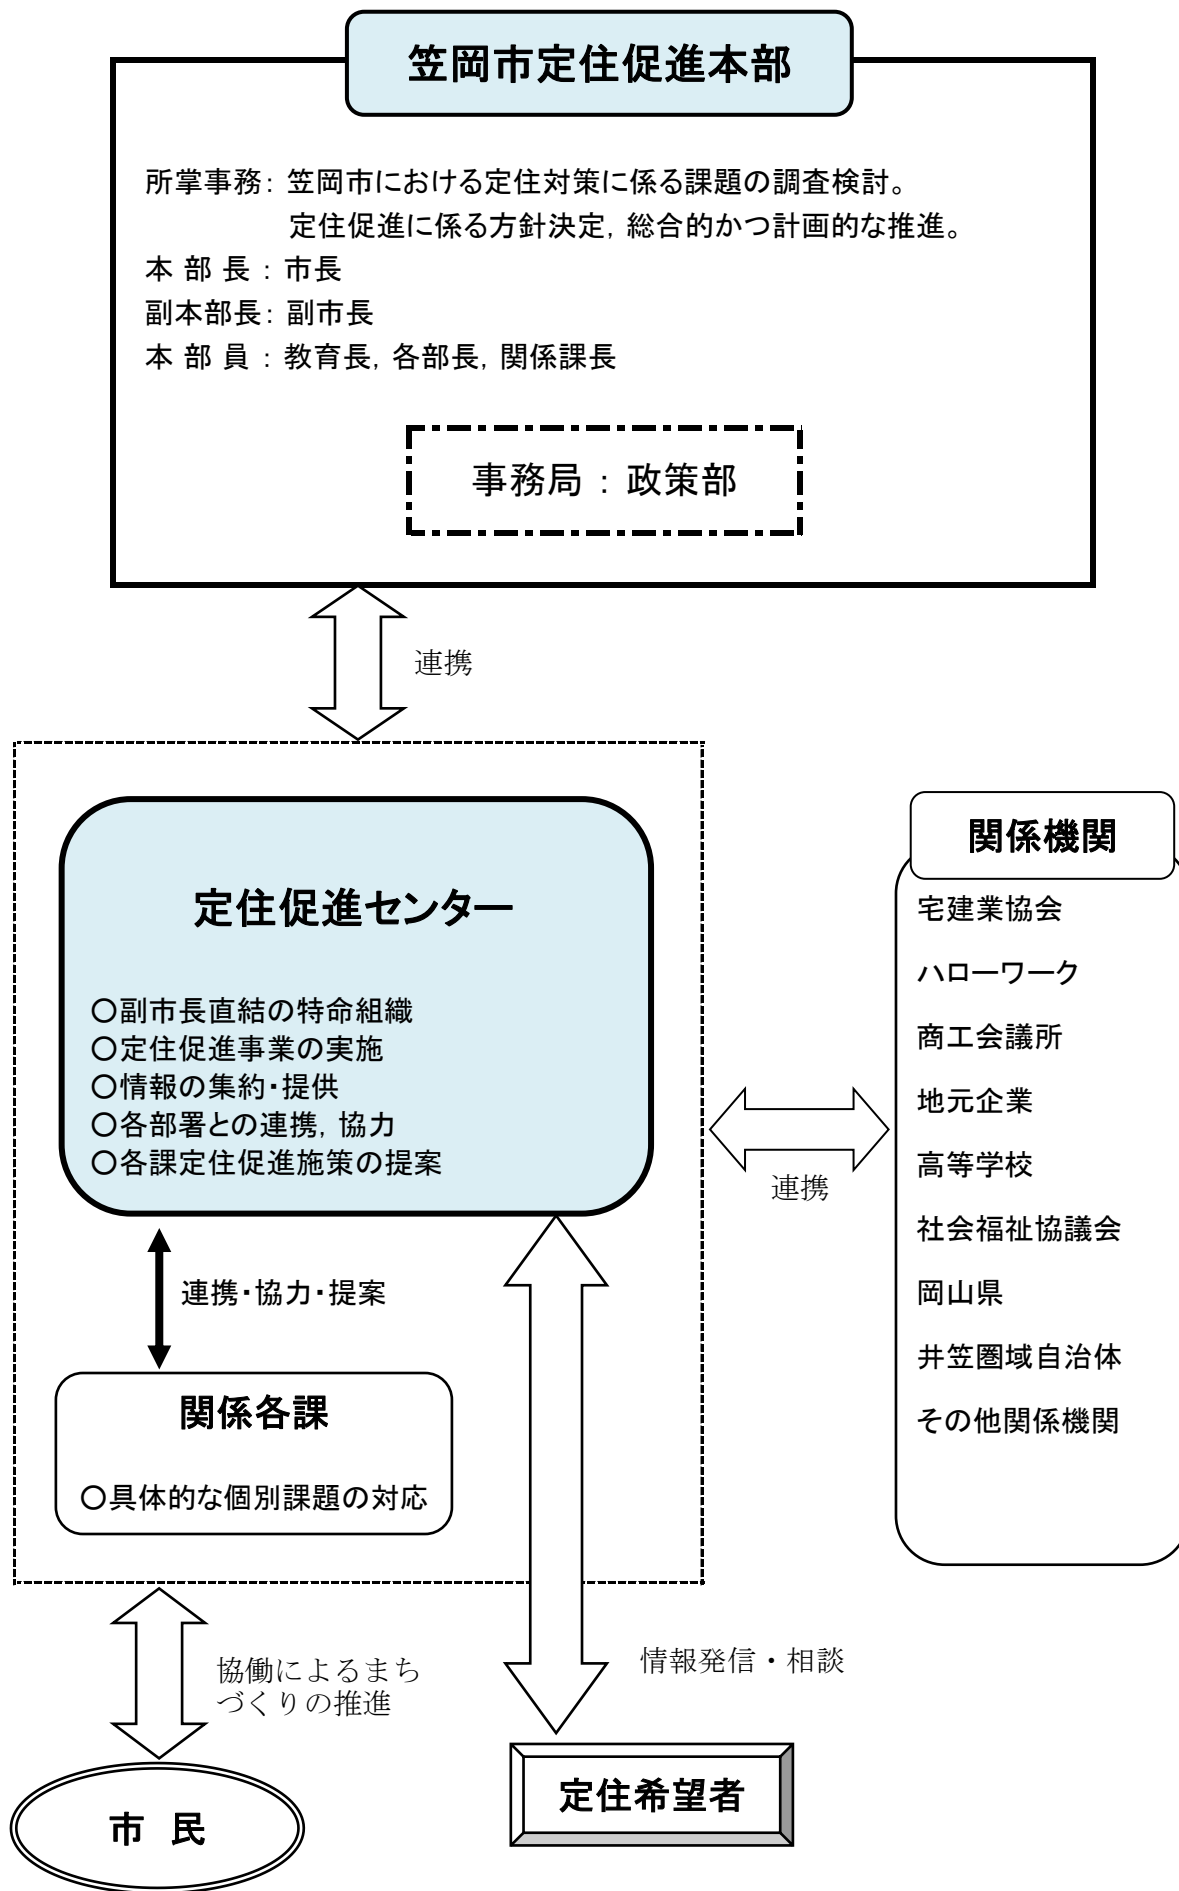 笠岡市定住促進本部
所掌事務: 笠岡市における定住対策に係る課題の調査検討。
定住促進に係る方針決定, 総合的かつ計画的な推進。
本 部 長 : 市長
副本部長: 副市長
本 部 員 : 教育長, 各部長, 関係課長
事務局 : 政策部
連携
定住促進センター
○副市長直結の特命組織
○定住促進事業の実施
○情報の集約・提供
○各部署との連携, 協力
○各課定住促進施策の提案
連携・協力・提案
関係各課
○具体的な個別課題の対応
連携
関係機関
宅建業協会
ハローワーク
商工会議所
地元企業
高等学校
社会福祉協議会
岡山県
井笠圏域自治体
その他関係機関
協働によるまち
づくりの推進
情報発信・相談
市 民
定住希望者